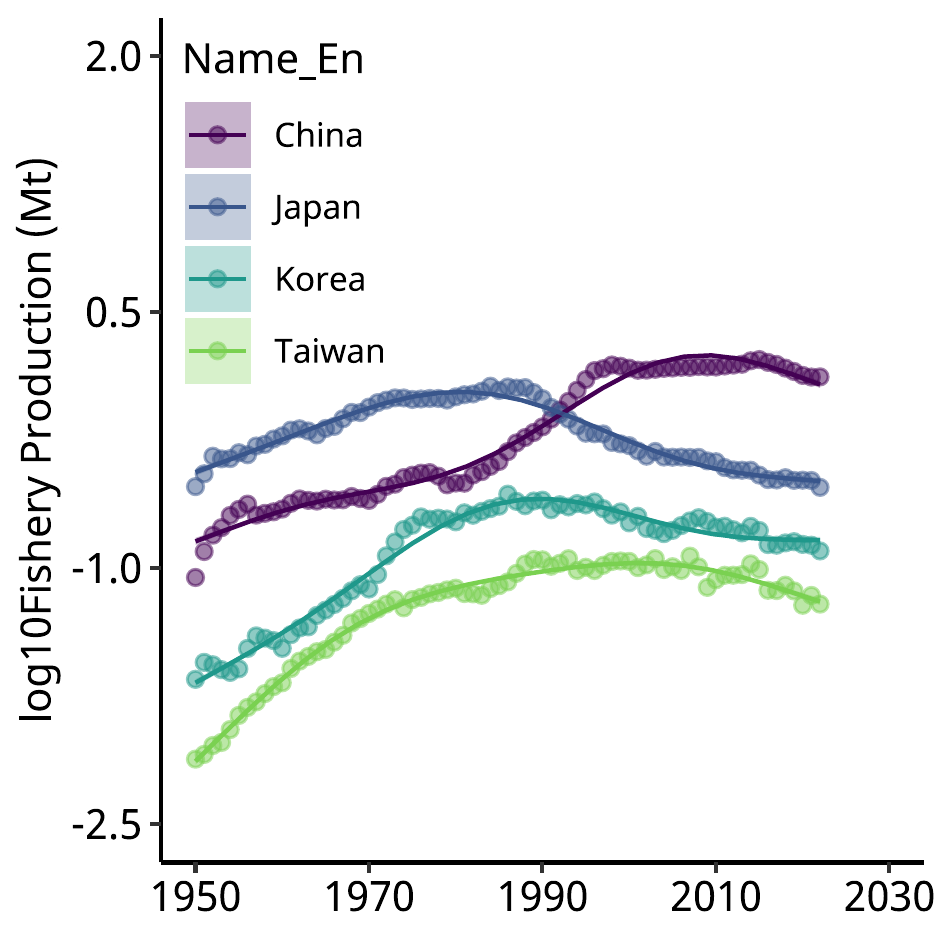 Name_En
China
Japan
Korea
Taiwan
log10Fishery Production (Mt)
2.0
0.5
-1.0
-2.5
1950 1970 1990 2010 2030